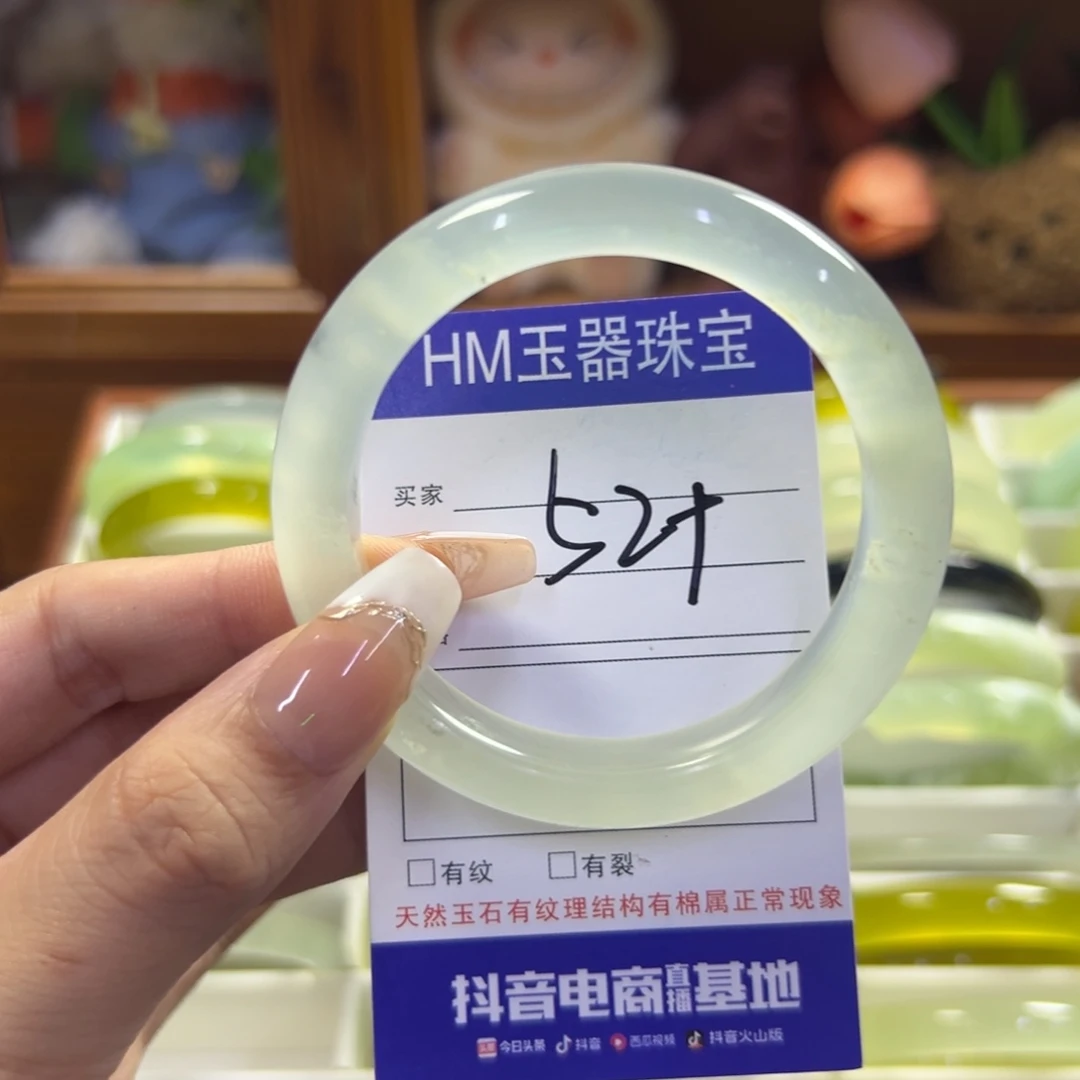 HM玉器珠宝
买家
有纹 有裂
天然玉石有纹理结构有棉属正常现象
抖音电商直播基地
今日头条 抖音 西瓜视频 抖音火山版